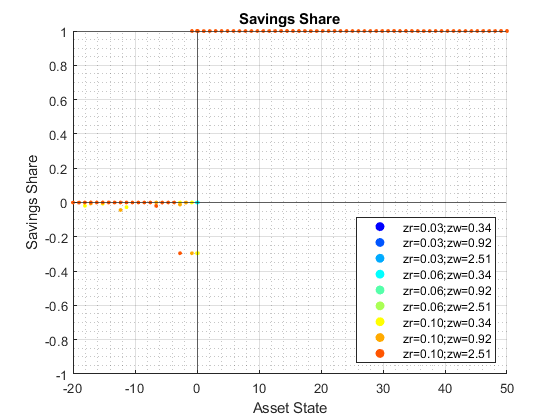 Savings Share
1
0.8
0.6
0.4
0.2
0
-0.2
-0.4
-0.6
-0.8
-1
Savings Share
zr=0.03;zw=0.34
zr=0.03;zw=0.92
zr=0.03;zw=2.51
zr=0.06;zw=0.34
zr=0.06;zw=0.92
zr=0.06;zw=2.51
zr=0.10;zw=0.34
zr=0.10;zw=0.92
zr=0.10;zw=2.51
-20 -10 0 10 20 30 40 50
Asset State